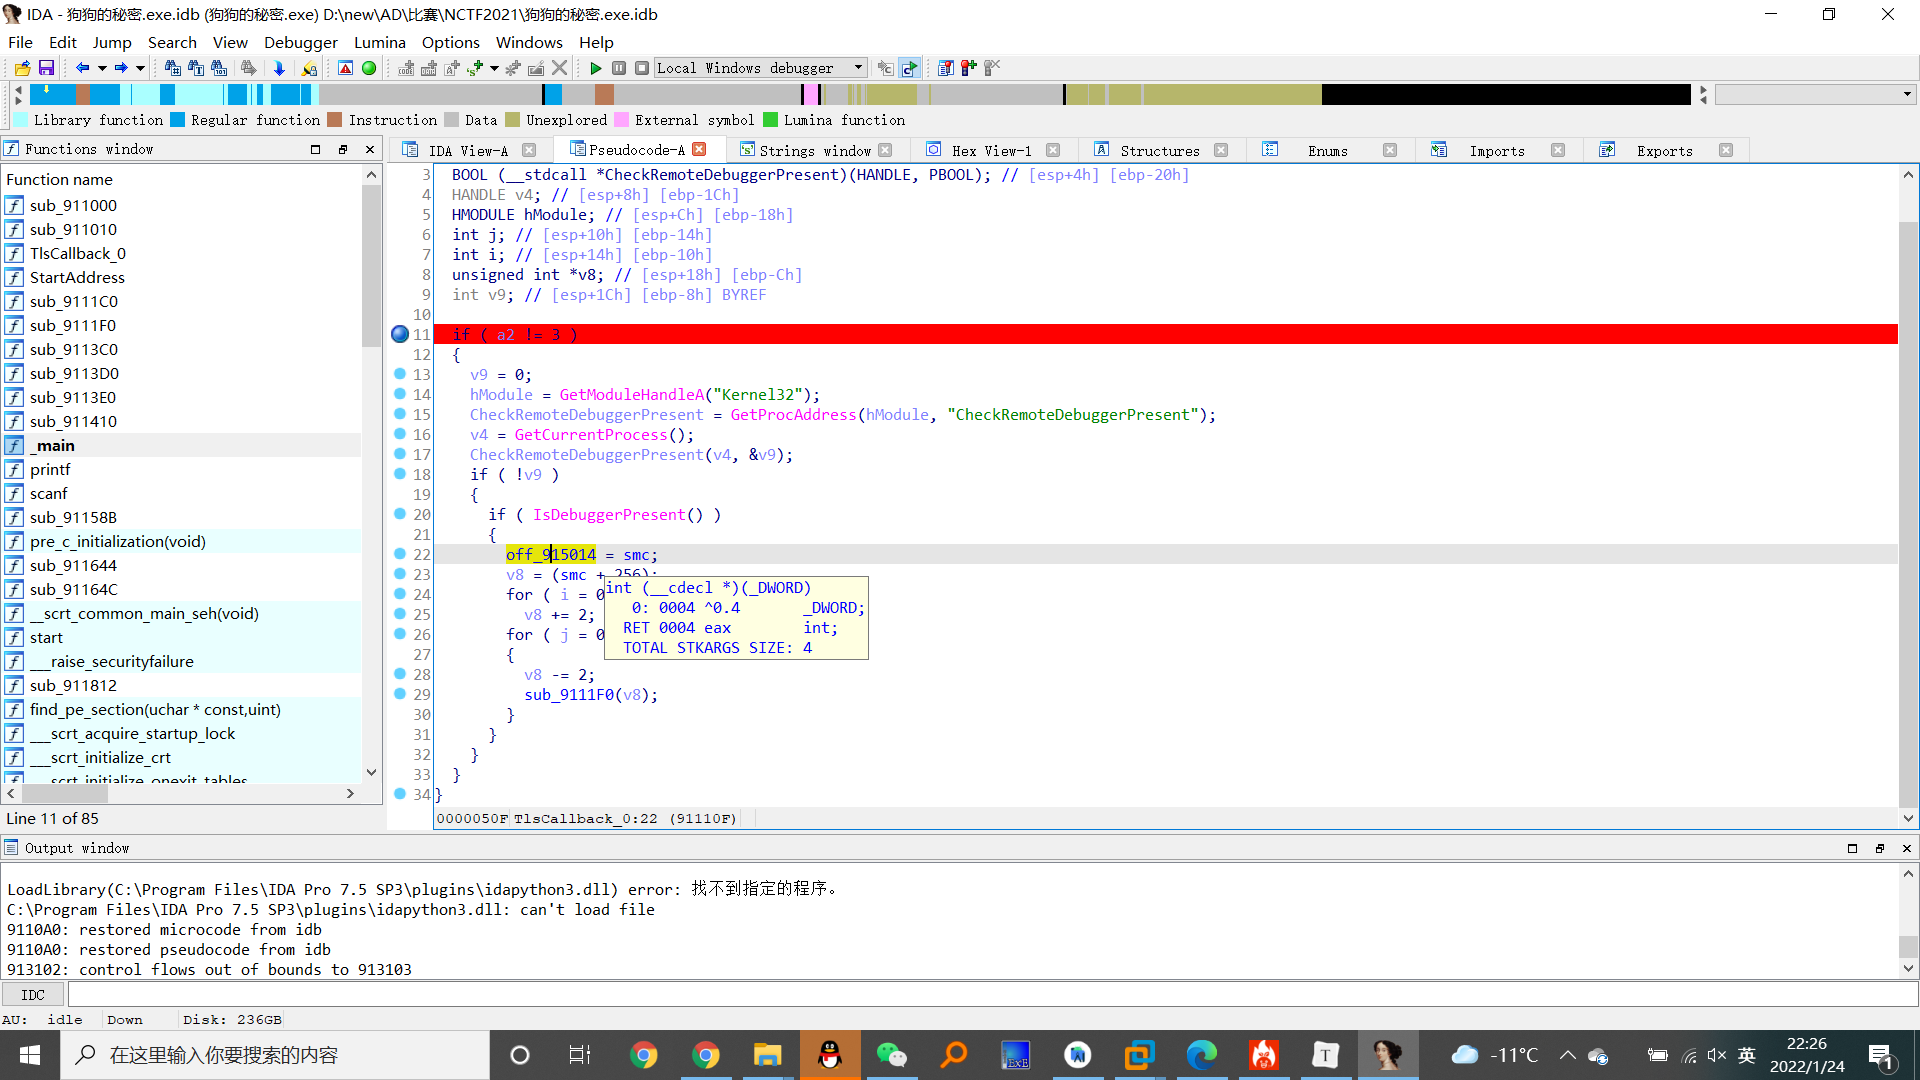 IDA - 狗狗的秘密.exe.idb (狗狗的秘密.exe) D:\new\AD\比赛\NCTF2021\狗狗的秘密.exe.idb
File Edit Jump Search View Debugger Lumina Options Windows Help
Local Windows debugger
Library function Regular function Instruction Data Unexplored External symbol Lumina function
Functions window
IDA View-A Pseudocode-A Strings window Hex View-1 Structures Enums Imports Exports
Function name
sub_911000
sub_911010
TlsCallback_0
StartAddress
sub_9111C0
sub_9111F0
sub_9113C0
sub_9113D0
sub_9113E0
sub_911410
_main
printf
scanf
sub_91158B
pre_c_initialization(void)
sub_911644
sub_91164C
__scrt_common_main_seh(void)
start
___raise_securityfailure
sub_911812
find_pe_section(uchar * const,uint)
___scrt_acquire_startup_lock
___scrt_initialize_crt
___scrt_initialize_onexit_tables
Line 11 of 85
3 BOOL (__stdcall *CheckRemoteDebuggerPresent)(HANDLE, PBOOL); // [esp+4h] [ebp-20h]
4 HANDLE v4; // [esp+8h] [ebp-1Ch]
5 HMODULE hModule; // [esp+Ch] [ebp-18h]
6 int j; // [esp+10h] [ebp-14h]
7 int i; // [esp+14h] [ebp-10h]
8 unsigned int *v8; // [esp+18h] [ebp-Ch]
9 int v9; // [esp+1Ch] [ebp-8h] BYREF
10
11 if ( a2 != 3 )
12 {
13 v9 = 0;
14 hModule = GetModuleHandleA("Kernel32");
15 CheckRemoteDebuggerPresent = GetProcAddress(hModule, "CheckRemoteDebuggerPresent");
16 v4 = GetCurrentProcess();
17 CheckRemoteDebuggerPresent(v4, &v9);
18 if ( !v9 )
19 {
20 if ( IsDebuggerPresent() )
21 {
22 off_915014 = smc;
23 v8 = (smc + 256);
24 for ( i = 0
25 v8 += 2;
26 for ( j = 0
27 {
28 v8 -= 2;
29 sub_9111F0(v8);
30 }
31 }
32 }
33 }
34 }
int (__cdecl *)(_DWORD)
0: 0004 ^0.4 _DWORD;
RET 0004 eax int;
TOTAL STKARGS SIZE: 4
0000050F TlsCallback_0:22 (91110F)
Output window
LoadLibrary(C:\Program Files\IDA Pro 7.5 SP3\plugins\idapython3.dll) error: 找不到指定的程序。
C:\Program Files\IDA Pro 7.5 SP3\plugins\idapython3.dll: can't load file
9110A0: restored microcode from idb
9110A0: restored pseudocode from idb
913102: control flows out of bounds to 913103
IDC
AU: idle Down Disk: 236GB
在这里输入你要搜索的内容
-11°C
英
22:26
2022/1/24
1